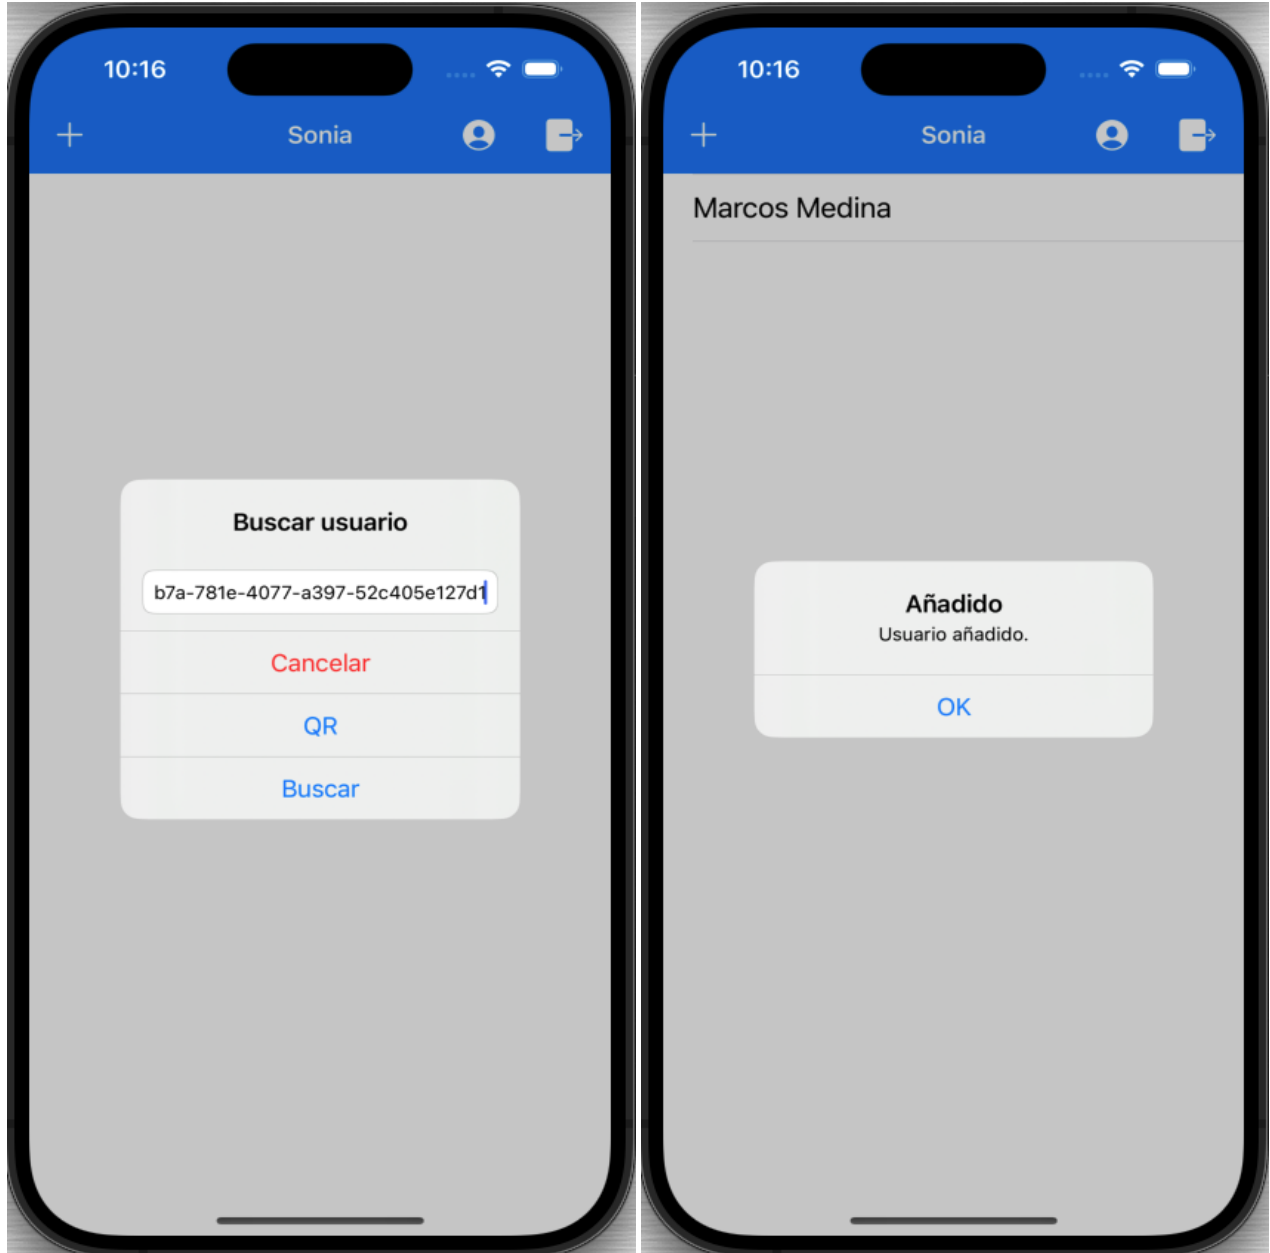 10:16
Sonia
Buscar usuario
b7a-781e-4077-a397-52c405e127d1
Cancelar
QR
Buscar
10:16
Sonia
Marcos Medina
Añadido
Usuario añadido.
OK